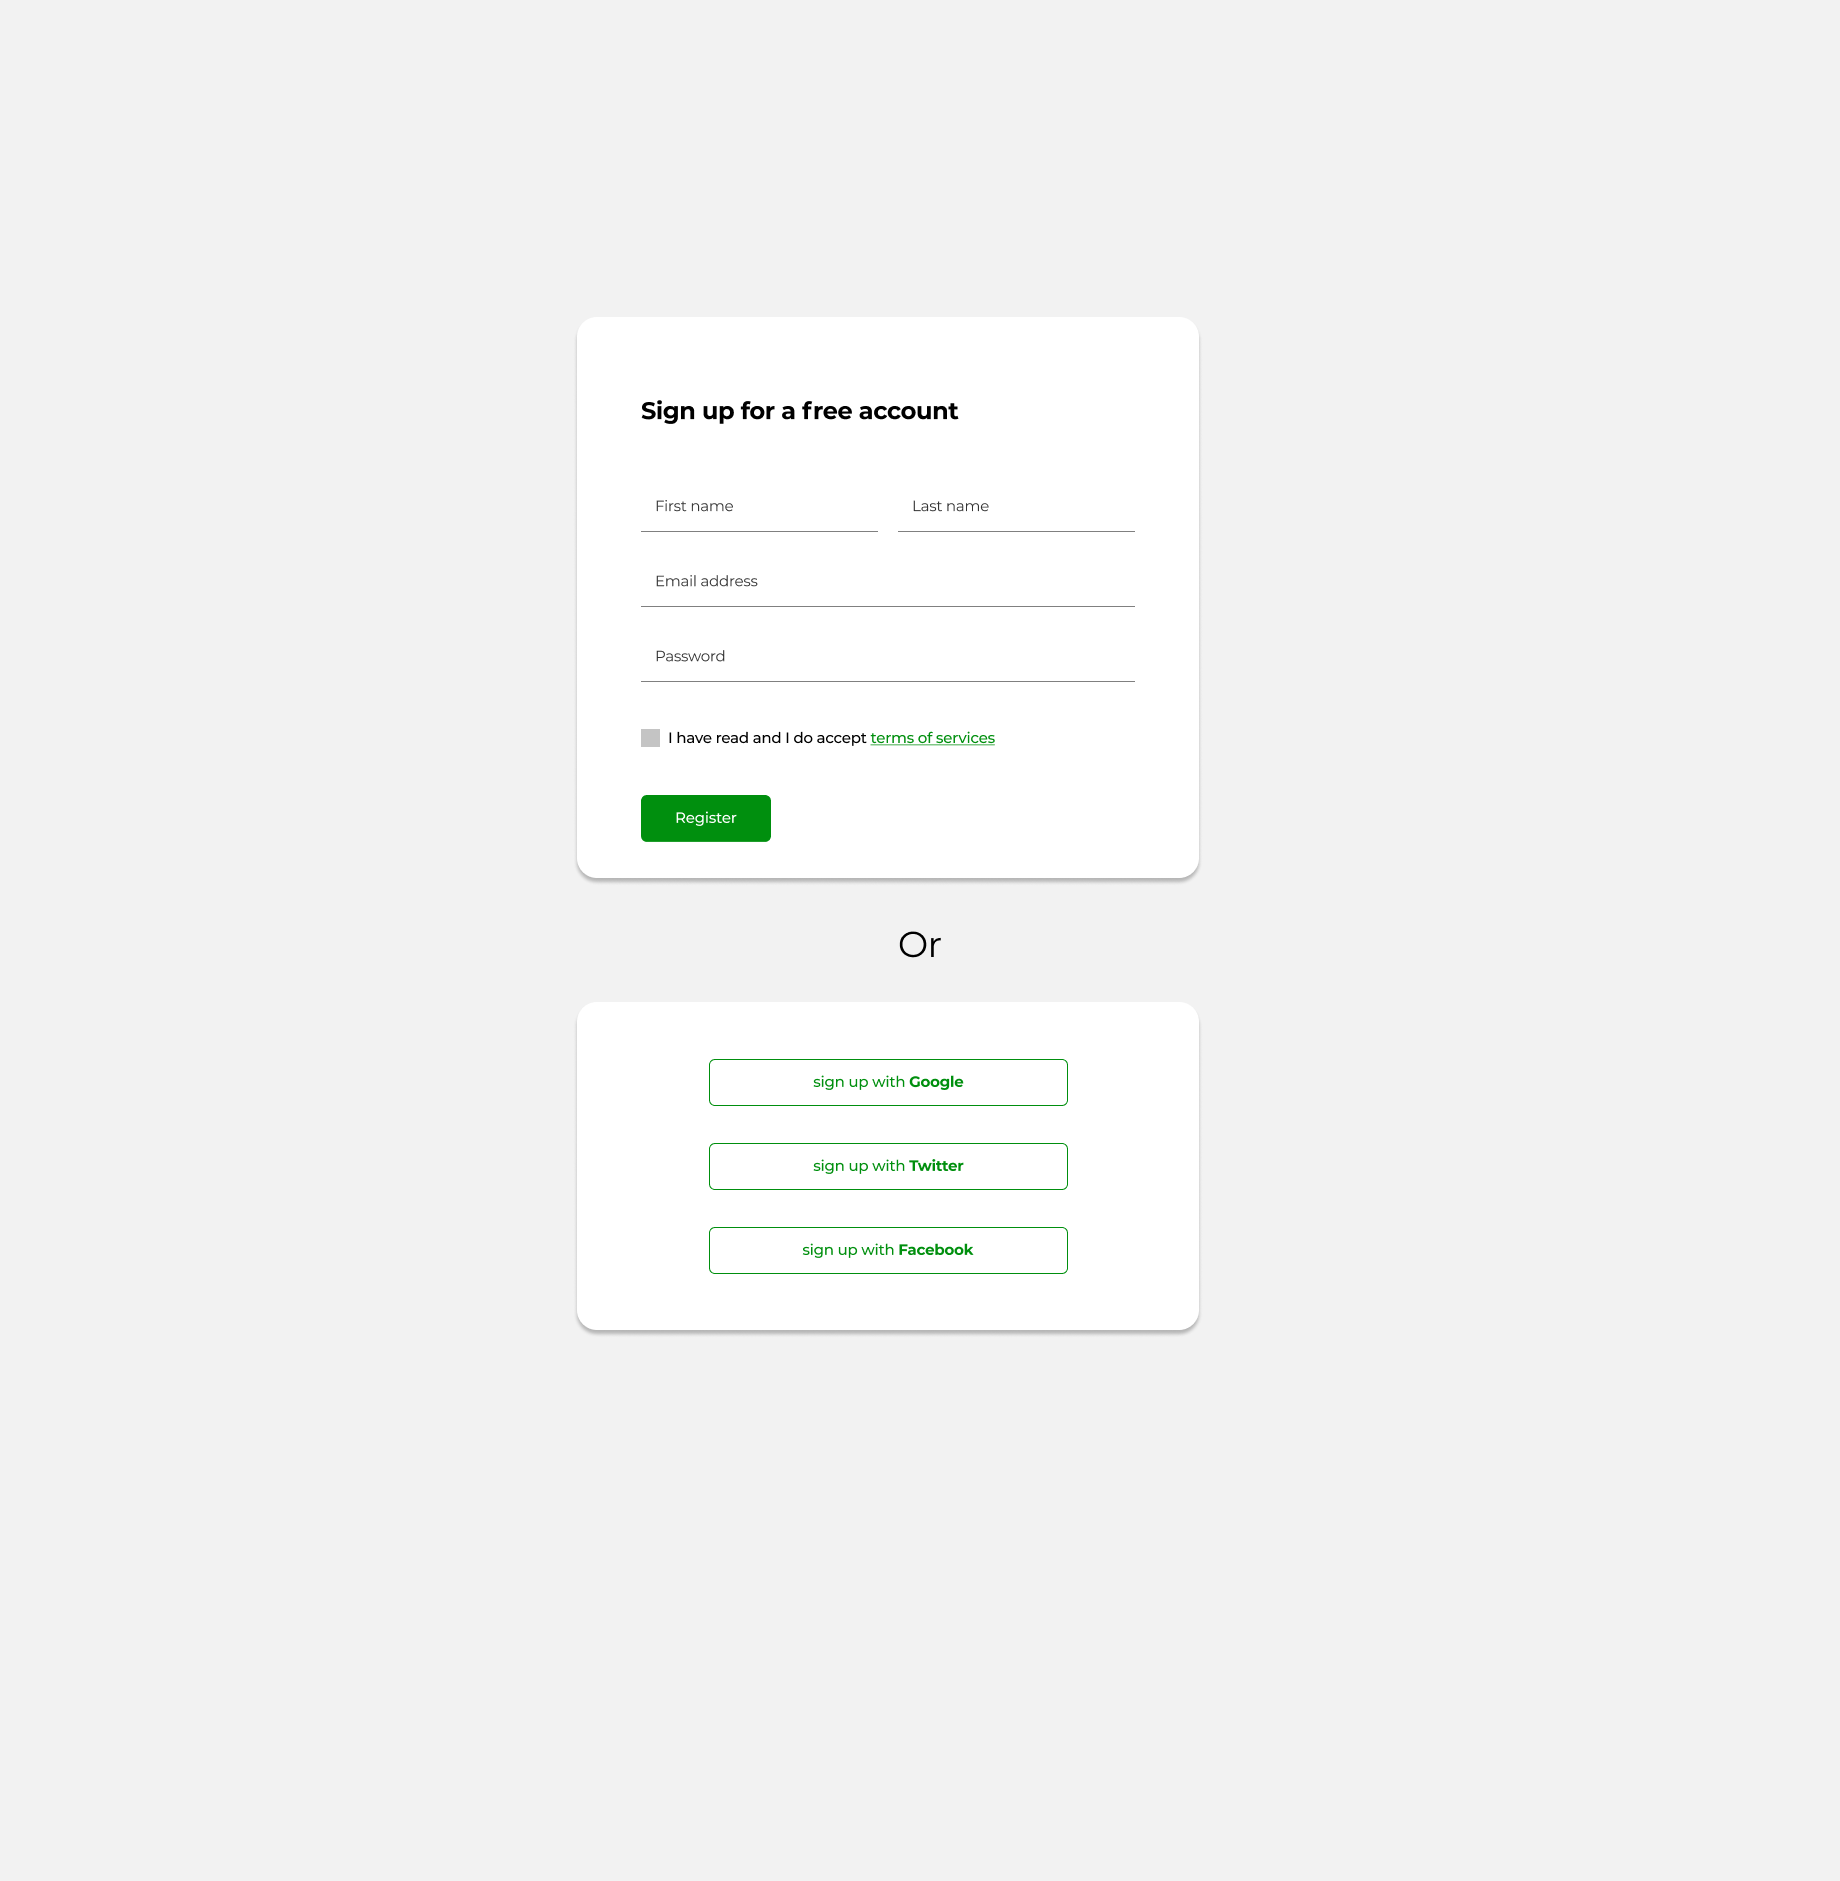 Sign up for a free account
First name Last name
Email address
Password
I have read and I do accept terms of services
Register
Or
sign up with Google
sign up with Twitter
sign up with Facebook